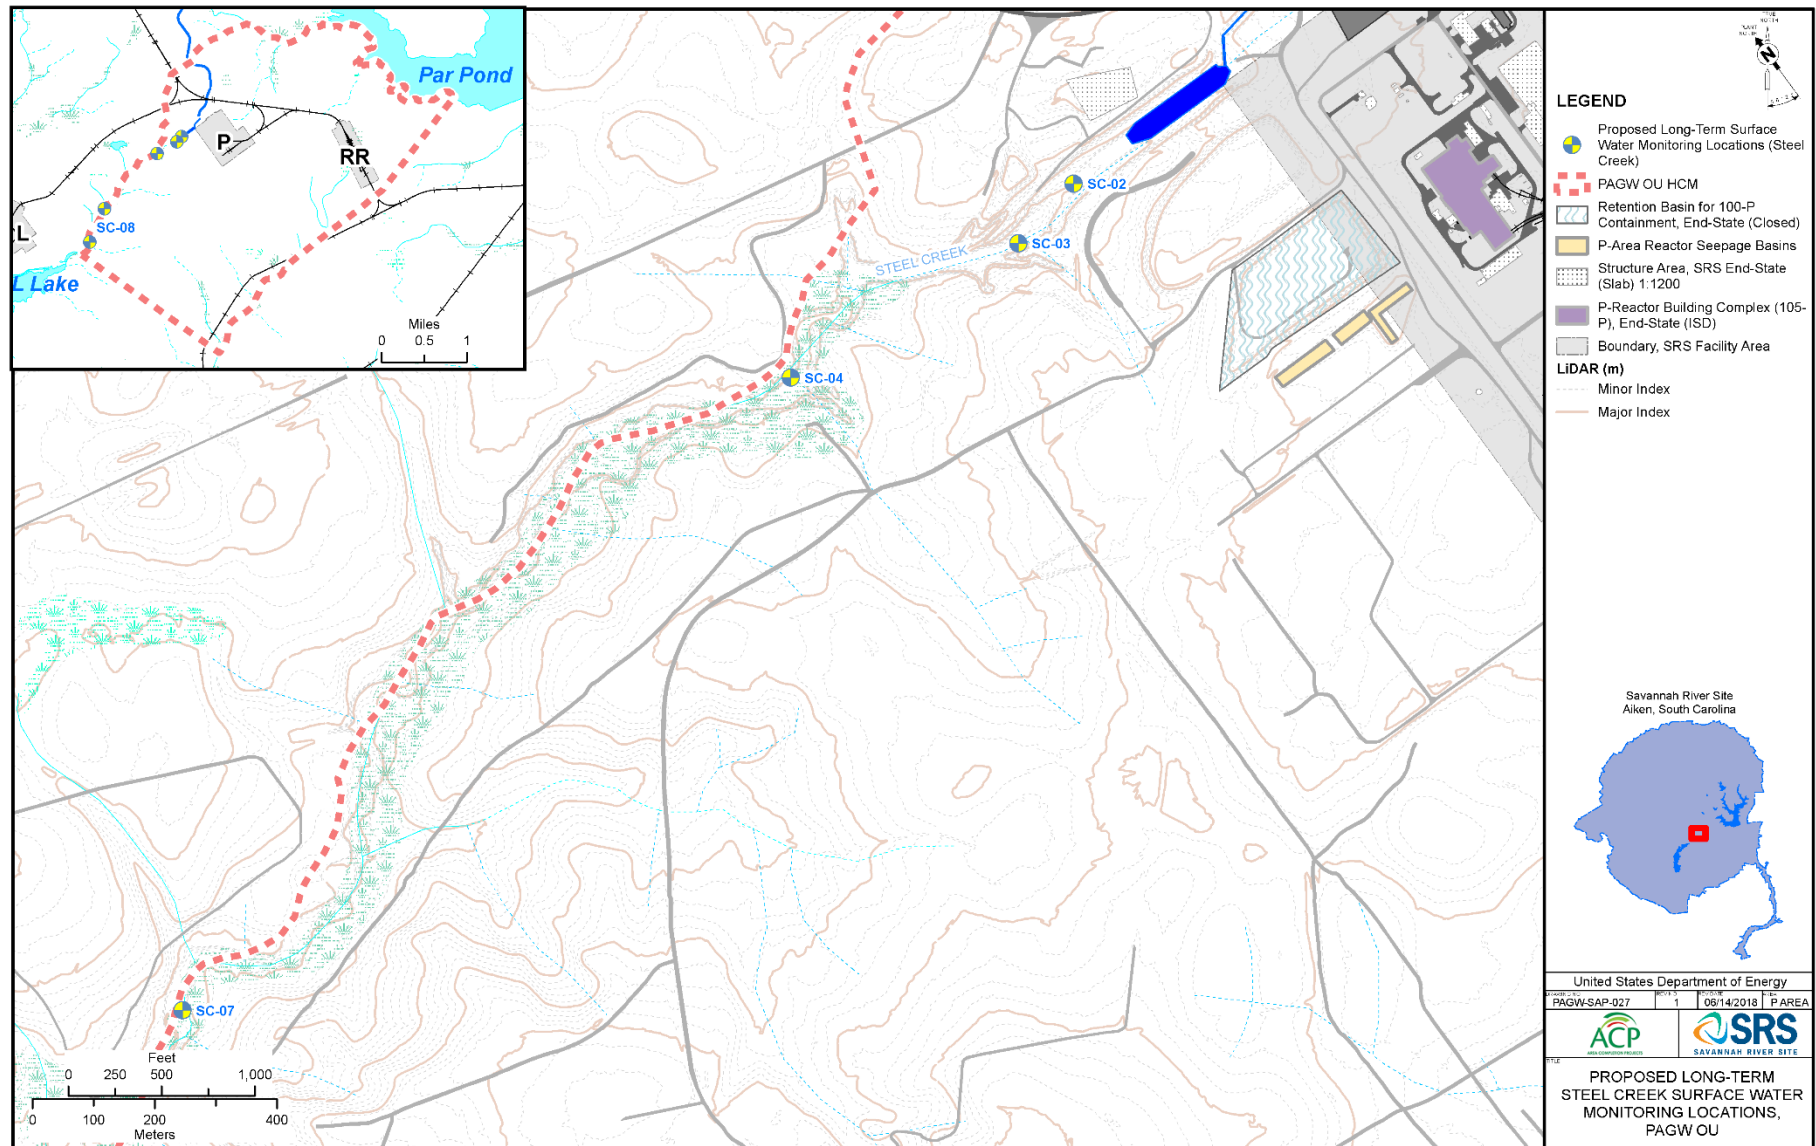 Par Pond
P
RR
SC-08
L
L Lake
Miles
0 0.5 1
SC-02
SC-03
STEEL CREEK
SC-04
SC-07
Feet
0 250 500 1,000
0 100 200 400
Meters
PLANT
NORTH
N
LEGEND
Proposed Long-Term Surface
Water Monitoring Locations (Steel
Creek)
PAGW OU HCM
Retention Basin for 100-P
Containment, End-State (Closed)
P-Area Reactor Seepage Basins
Structure Area, SRS End-State
(Slab) 1:1200
P-Reactor Building Complex (105-
P), End-State (ISD)
Boundary, SRS Facility Area
LiDAR (m)
Minor Index
Major Index
Savannah River Site
Aiken, South Carolina
United States Department of Energy
PAGW-SAP-027 1 06/14/2018 P AREA
ACP
AREA COMPLETION PROJECTS
SRS
SAVANNAH RIVER SITE
TITLE
PROPOSED LONG-TERM
STEEL CREEK SURFACE WATER
MONITORING LOCATIONS,
PAGW OU